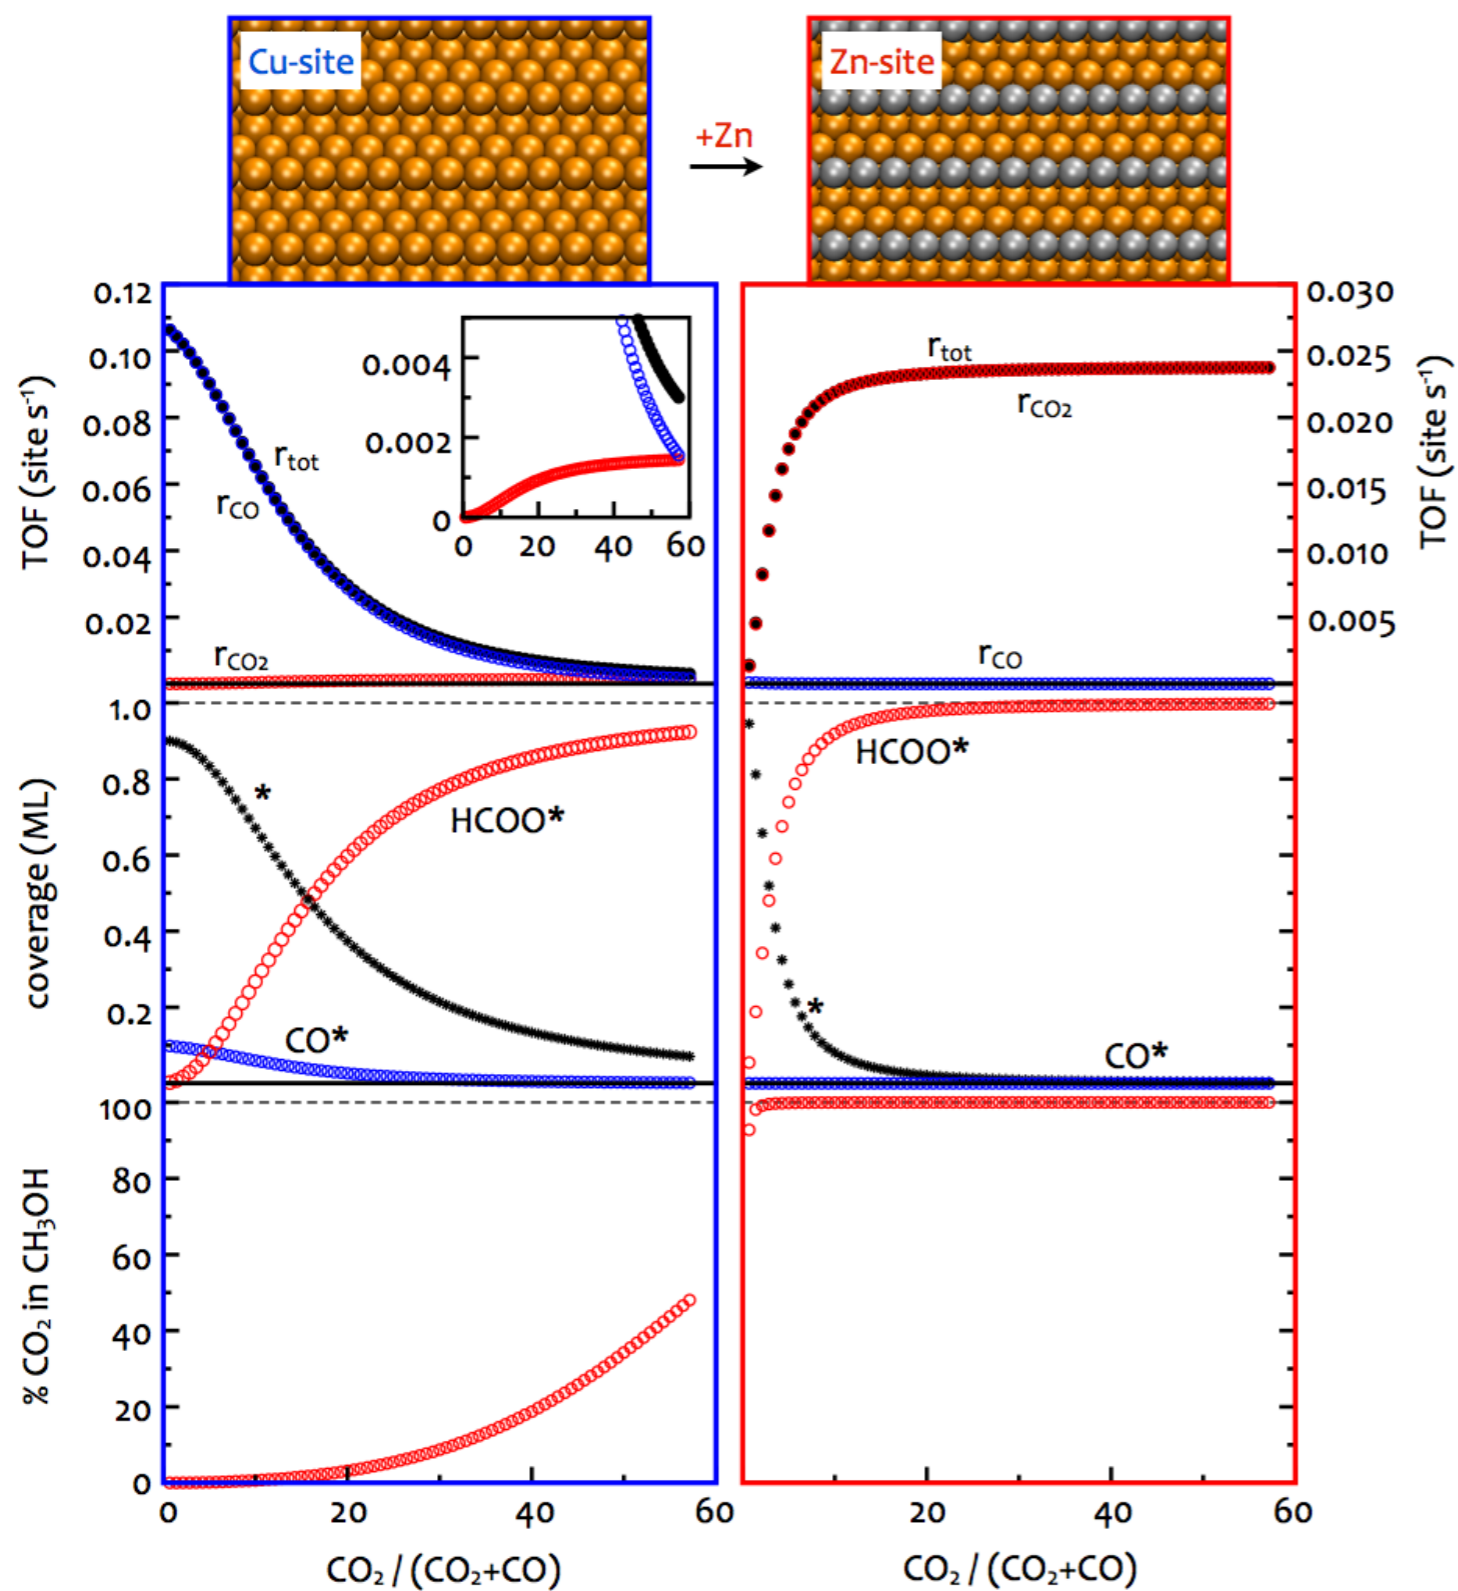 Cu-site
Zn-site
+Zn
TOF (site s⁻¹)
0.12
0.10
0.08
0.06
0.04
0.02
r_tot
r_CO
r_CO₂
0.004
0.002
0
0 20 40 60
r_tot
r_CO₂
r_CO
0.030
0.025
0.020
0.015
0.010
0.005
TOF (site s⁻¹)
coverage (ML)
1.0
0.8
0.6
0.4
0.2
*
HCOO*
CO*
HCOO*
*
CO*
% CO₂ in CH₃OH
100
80
60
40
20
0
0 20 40 60
20 40 60
CO₂ / (CO₂+CO)
CO₂ / (CO₂+CO)